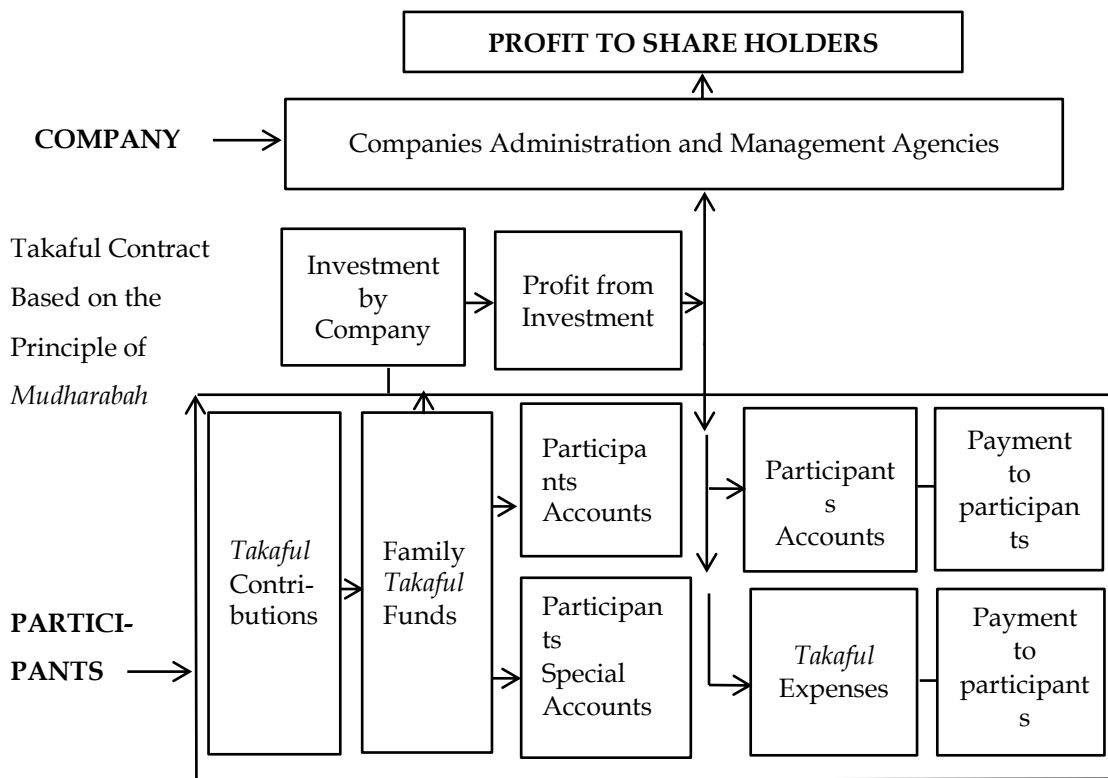 PROFIT TO SHARE HOLDERS
COMPANY
Companies Administration and Management Agencies
Takaful Contract
Based on the
Principle of
Mudharabah
Investment
by
Company
Profit from
Investment
Takaful
Contri-
butions
Family
Takaful
Funds
Participa
nts
Accounts
Participan
ts
Special
Accounts
Participant
s
Accounts
Payment
to
participan
ts
Takaful
Expenses
Payment
to
participant
s
PARTICI-
PANTS